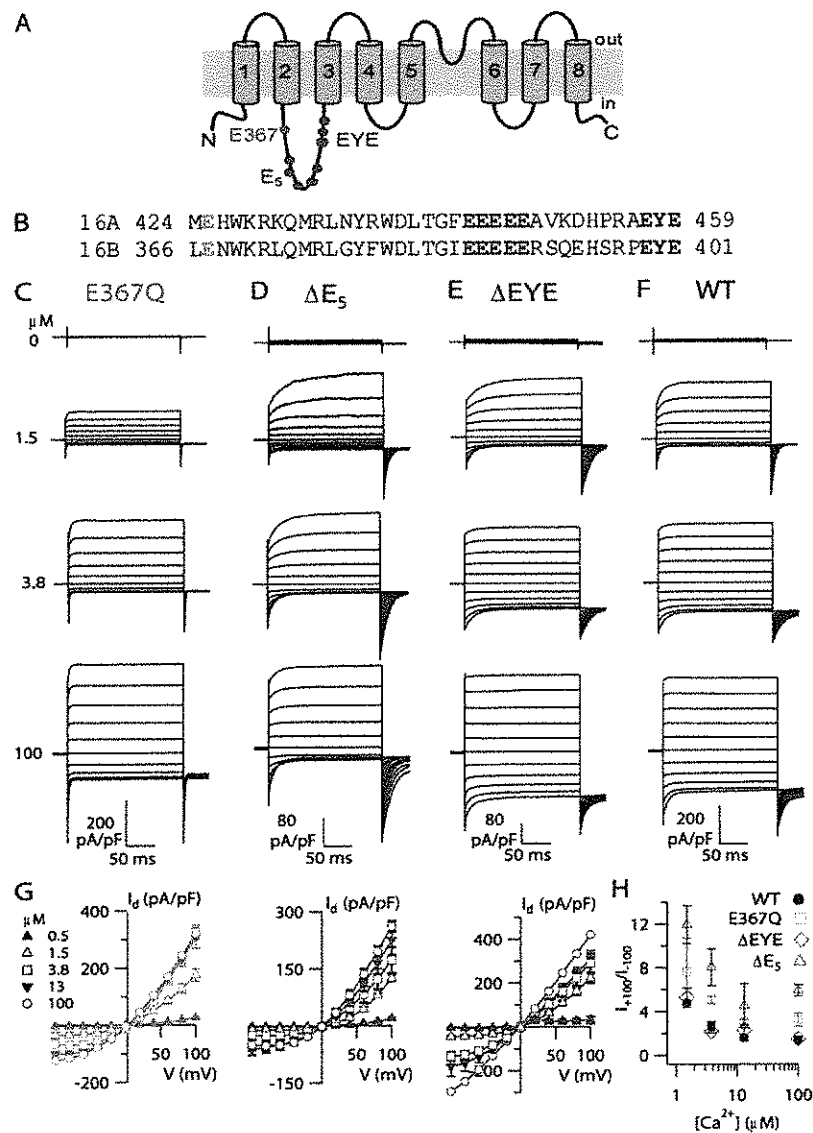 A
out
1 2 3 4 5 6 7 8
in
N
E367
EYE
C
E5
B
16A 424 MEHWKRKQMRLNYRWDLTGFEEEEEAVKDHPRAEYE 459
16B 366 LENWKRLQMRLGYFWDLTGIEEEEERSQEHSRPEYE 401
C E367Q D ΔE5 E ΔEYE F WT
μM
0
1.5
3.8
100
200 80 80 200
pA/pF pA/pF pA/pF pA/pF
50 ms 50 ms 50 ms 50 ms
G Id (pA/pF) Id (pA/pF) Id (pA/pF) H
μM
0.5
1.5
3.8
13
100
400
200
50 100
V (mV)
-200
300
150
50 100
V (mV)
-150
400
200
50 100
V (mV)
-200
WT
E367Q
ΔEYE
ΔE5
I+100/I-100
12
8
4
0
1 10 100
[Ca2+] (μM)